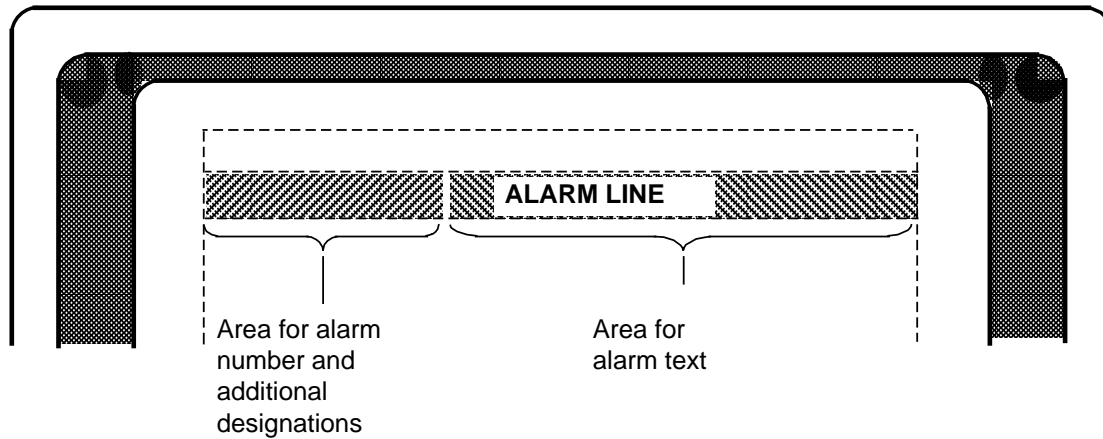 ALARM LINE
Area for alarm
number and
additional
designations
Area for
alarm text